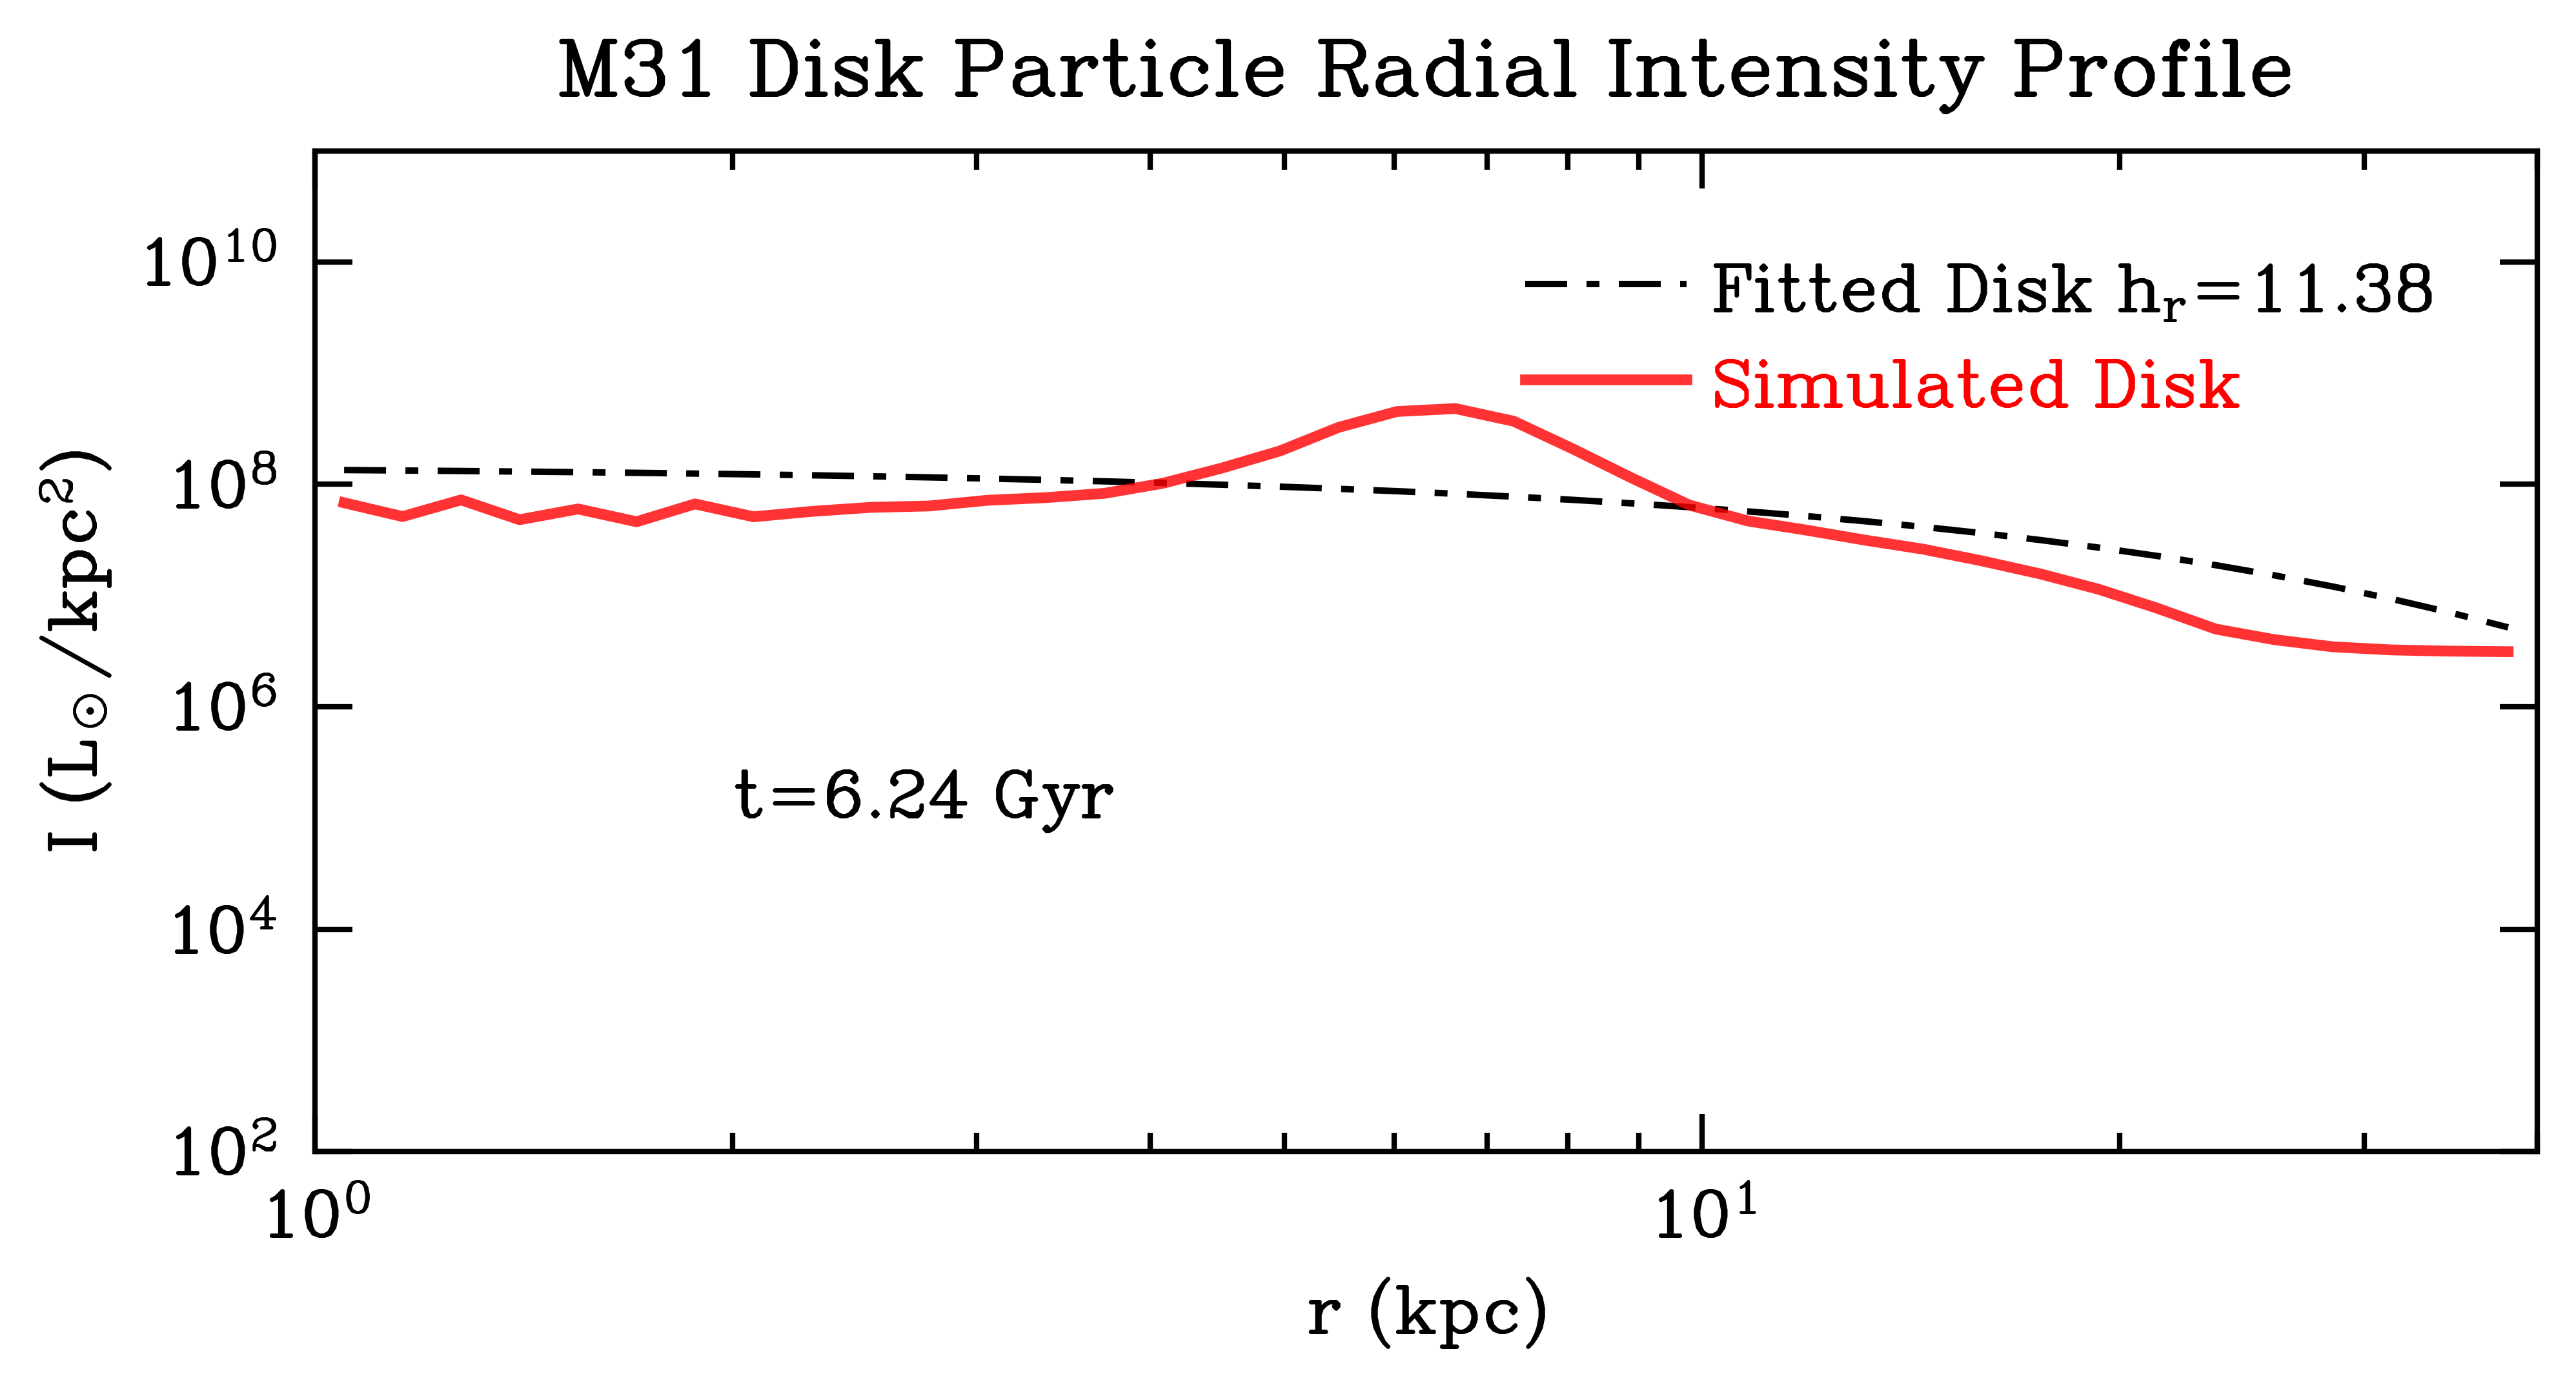 M31 Disk Particle Radial Intensity Profile
I (L☉/kpc²)
10¹⁰
10⁸
10⁶
10⁴
10²
Fitted Disk hᵣ=11.38
Simulated Disk
t=6.24 Gyr
10⁰ 10¹
r (kpc)